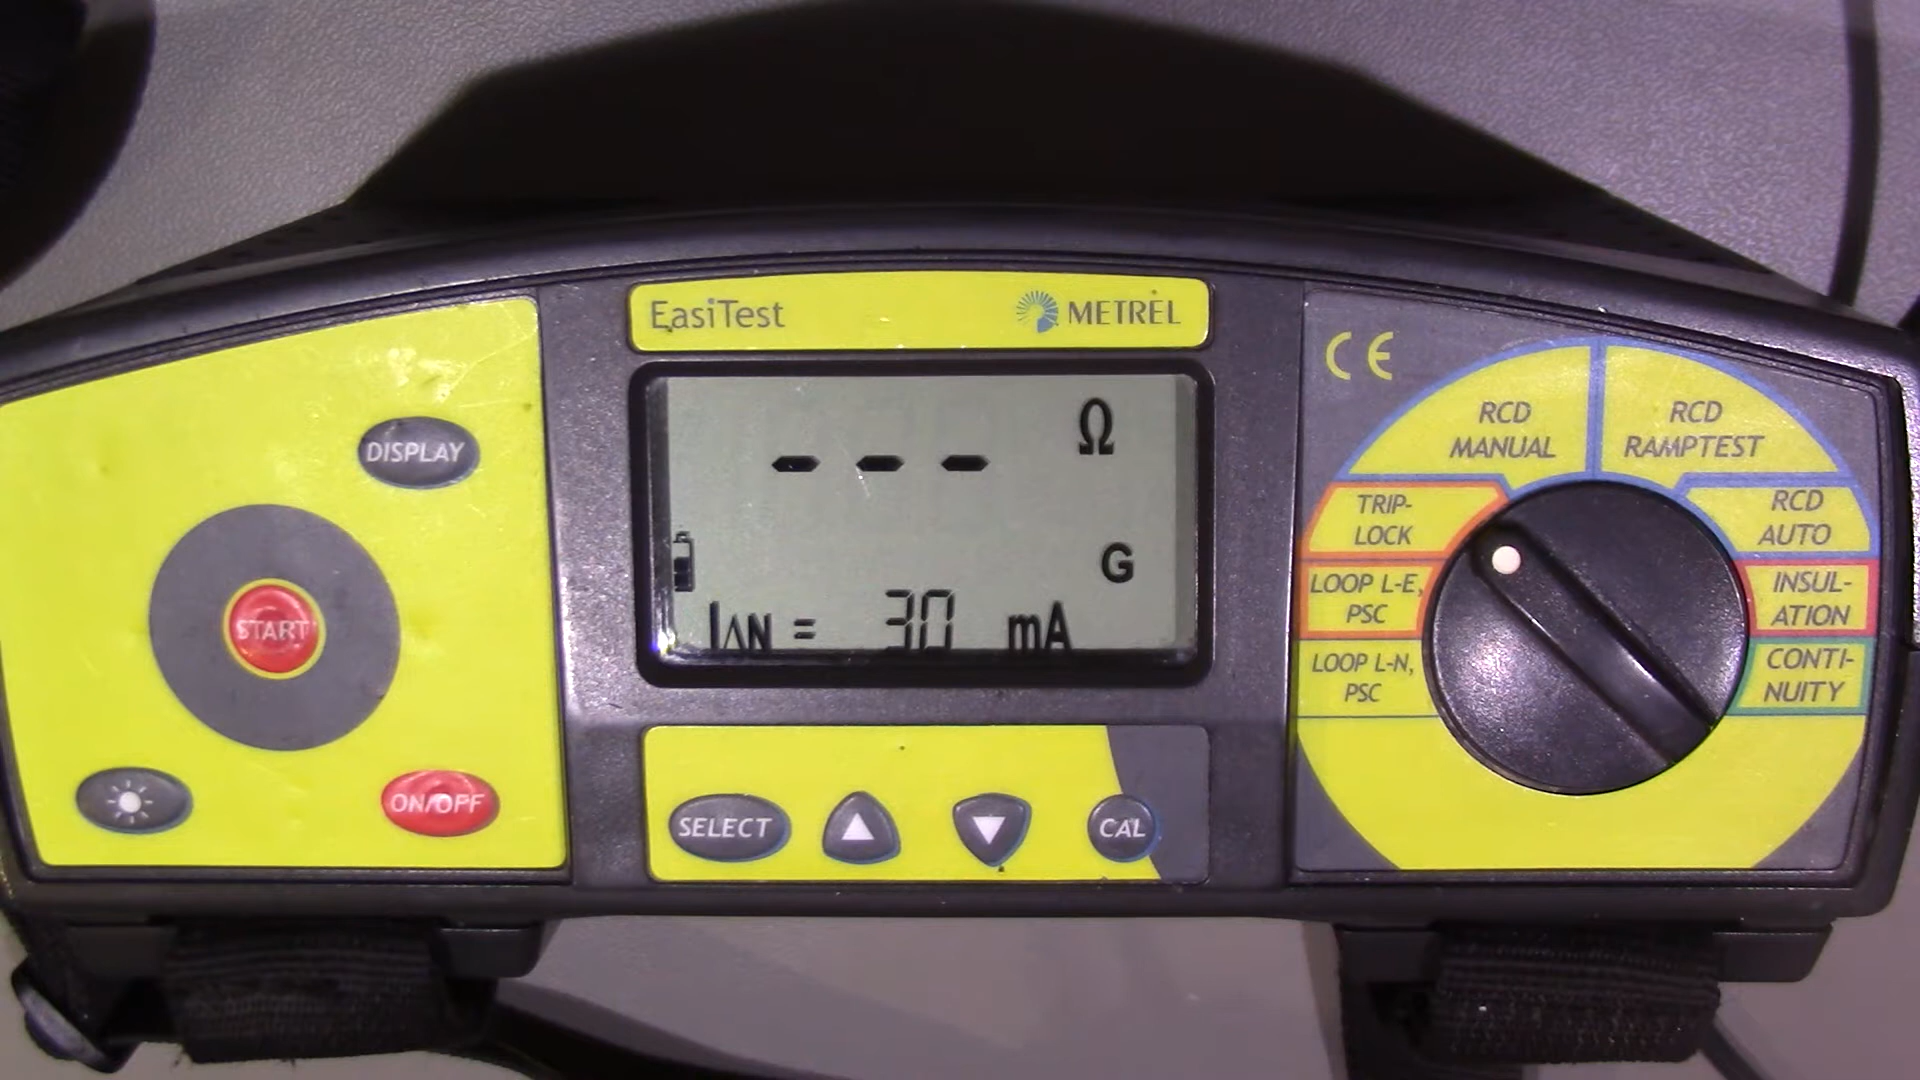 EasiTest METREL
DISPLAY
START
ON/OFF
- - - Ω
G
I∆N = 30 mA
SELECT
CAL
CE
RCD
MANUAL
RCD
RAMPTEST
TRIP-
LOCK
RCD
AUTO
LOOP L-E,
PSC
INSUL-
ATION
LOOP L-N,
PSC
CONTI-
NUITY